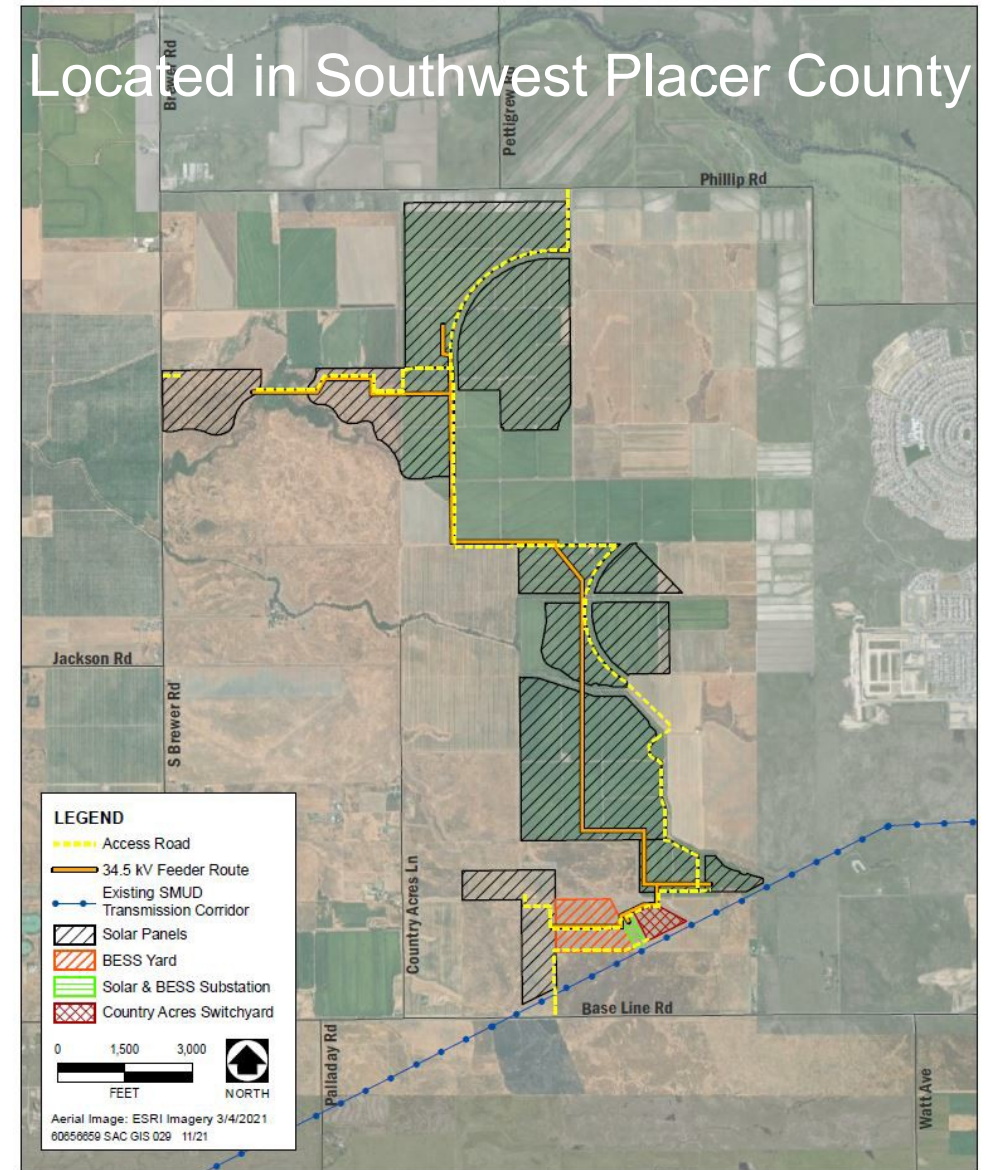 Located in Southwest Placer County
Brewer Rd
Pettigrew Rd
Phillip Rd
Jackson Rd
S Brewer Rd
Country Acres Ln
Base Line Rd
Palladay Rd
Watt Ave
LEGEND
Access Road
34.5 kV Feeder Route
Existing SMUD
Transmission Corridor
Solar Panels
BESS Yard
Solar & BESS Substation
Country Acres Switchyard
0 1,500 3,000
FEET
NORTH
Aerial Image: ESRI Imagery 3/4/2021
60656659 SAC GIS 029 11/21